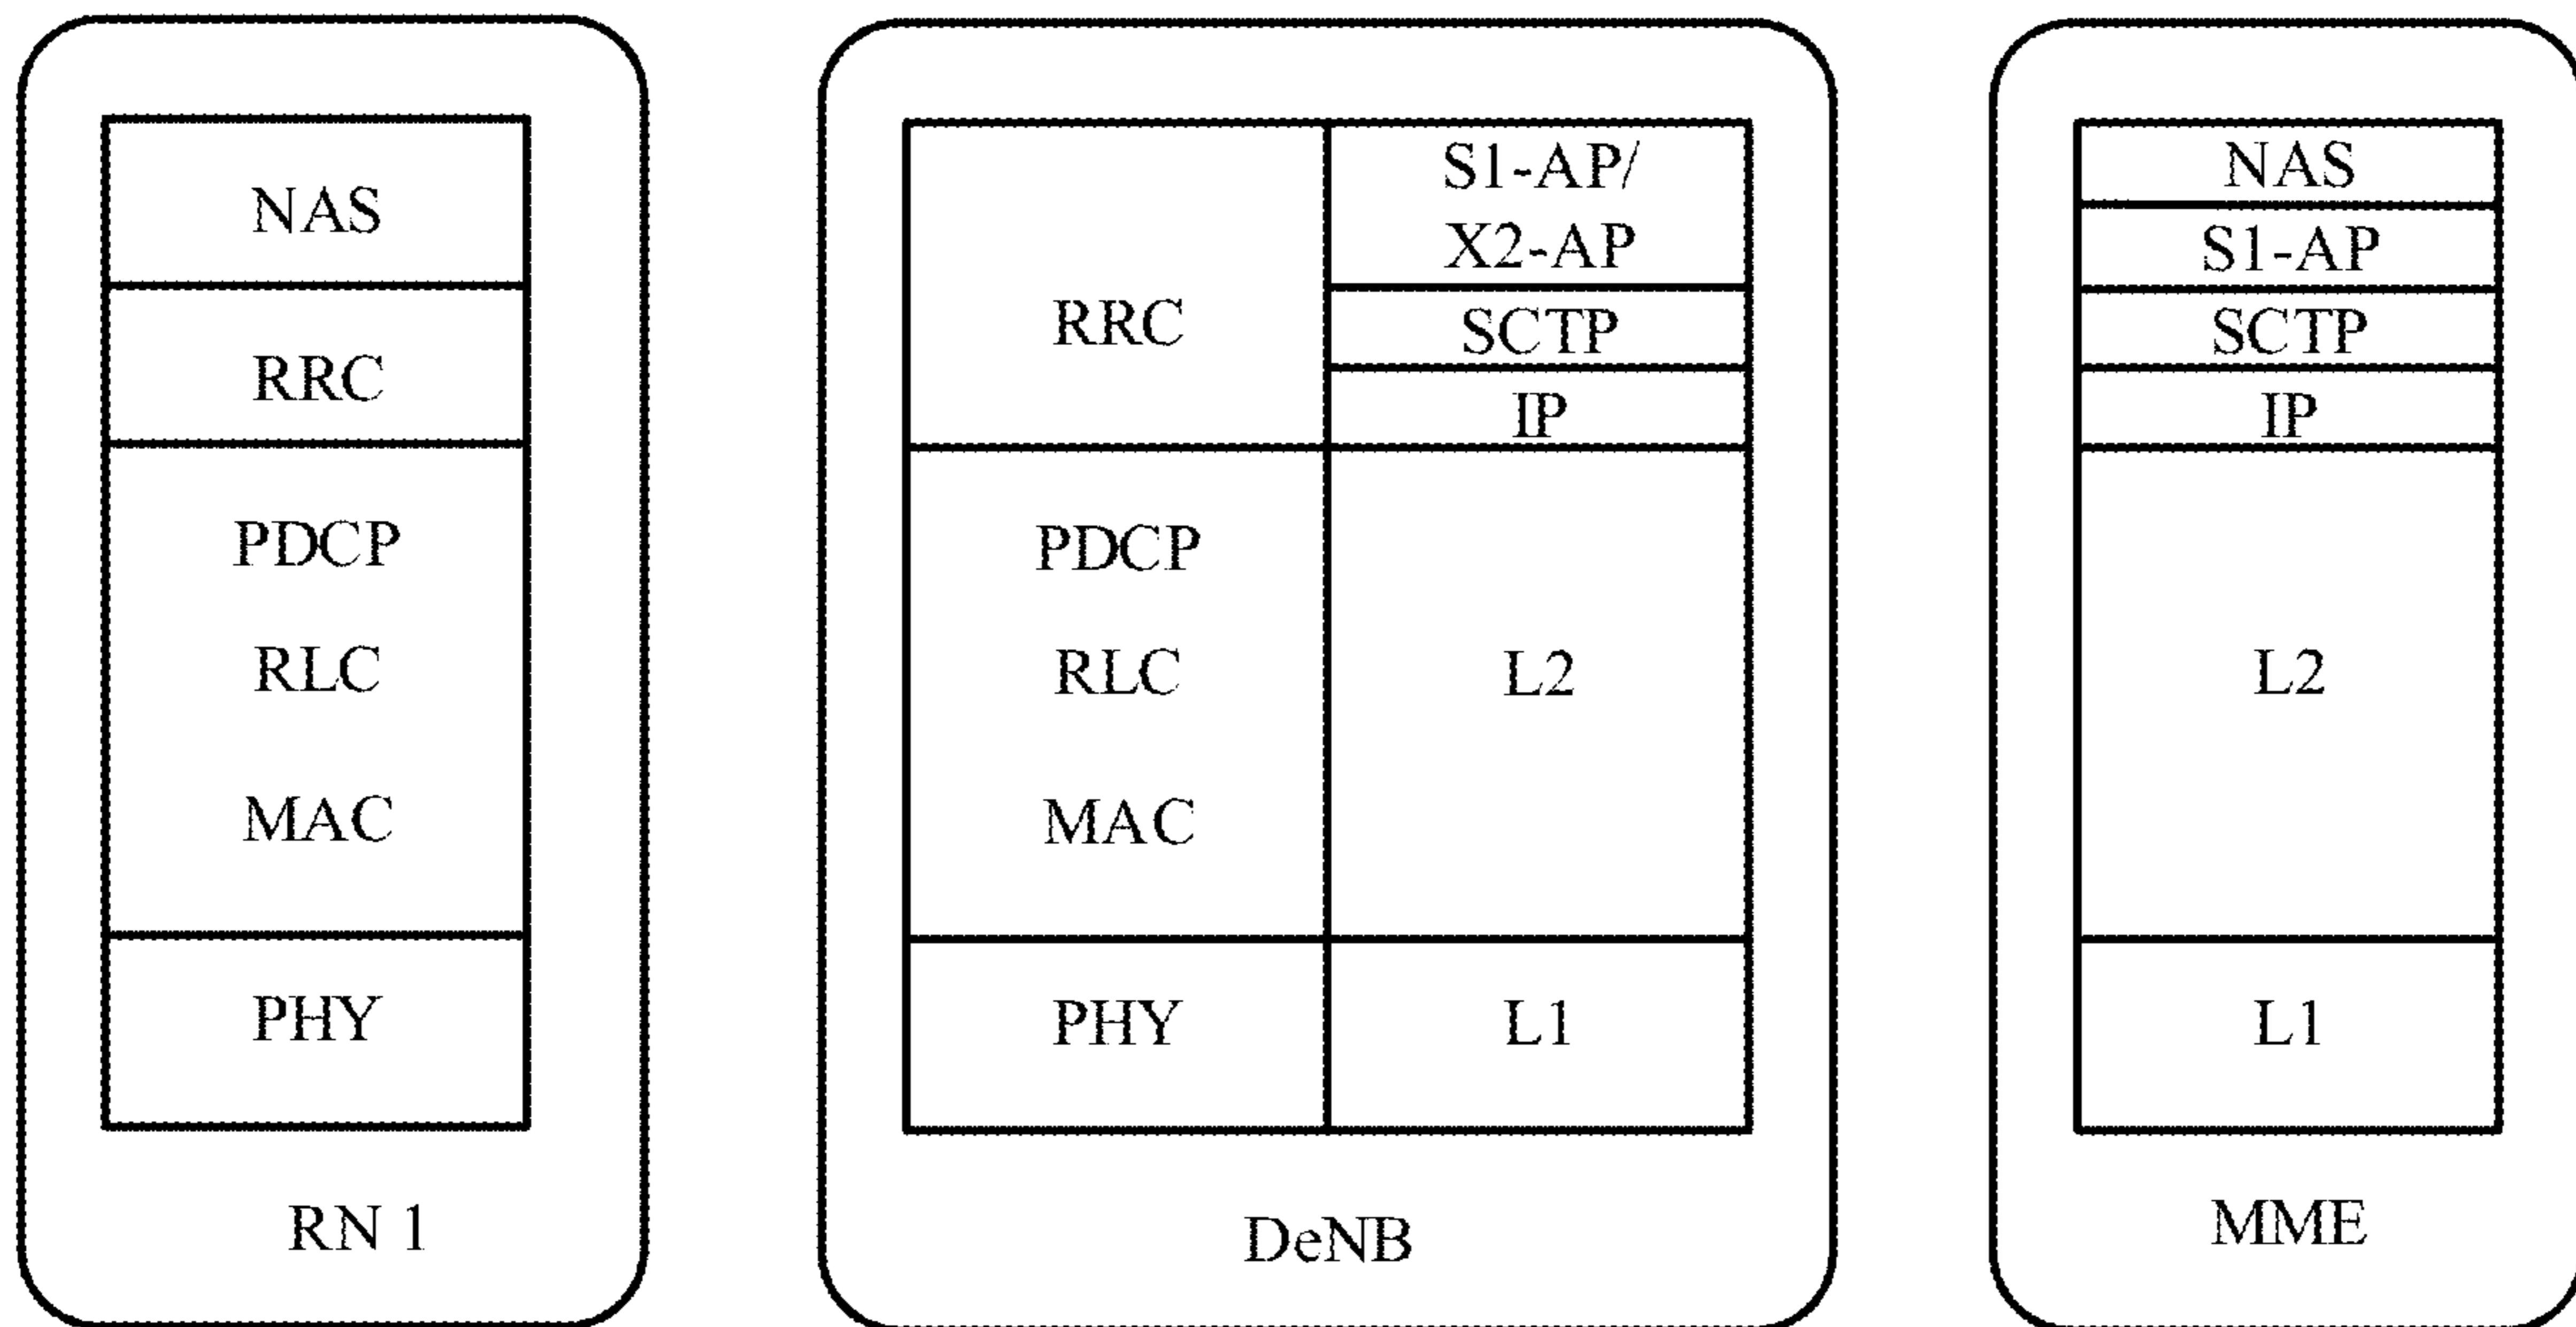 NAS
RRC
PDCP
RLC
MAC
PHY
RN 1
RRC
PDCP
RLC
MAC
PHY
S1-AP/
X2-AP
SCTP
IP
L2
L1
DeNB
NAS
S1-AP
SCTP
IP
L2
L1
MME